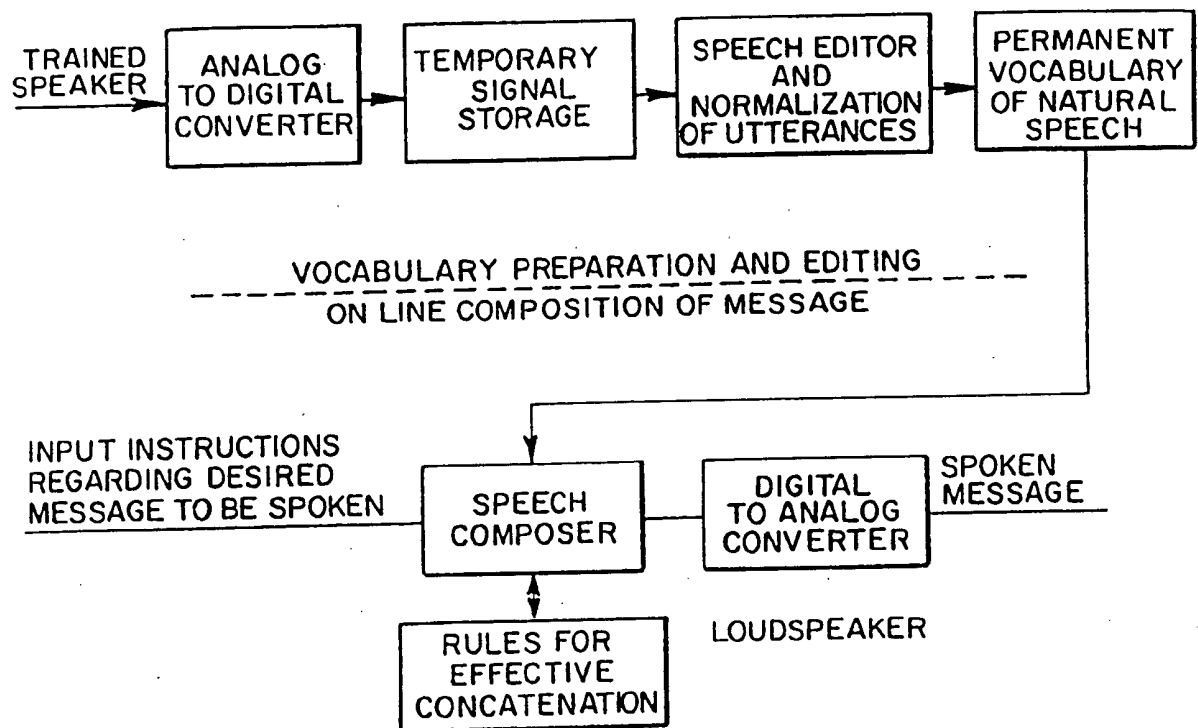 TRAINED
SPEAKER
ANALOG
TO DIGITAL
CONVERTER
TEMPORARY
SIGNAL
STORAGE
SPEECH EDITOR
AND
NORMALIZATION
OF UTTERANCES
PERMANENT
VOCABULARY
OF NATURAL
SPEECH
VOCABULARY PREPARATION AND EDITING
ON LINE COMPOSITION OF MESSAGE
INPUT INSTRUCTIONS
REGARDING DESIRED
MESSAGE TO BE SPOKEN
SPEECH
COMPOSER
DIGITAL
TO ANALOG
CONVERTER
SPOKEN
MESSAGE
RULES FOR
EFFECTIVE
CONCATENATION
LOUDSPEAKER